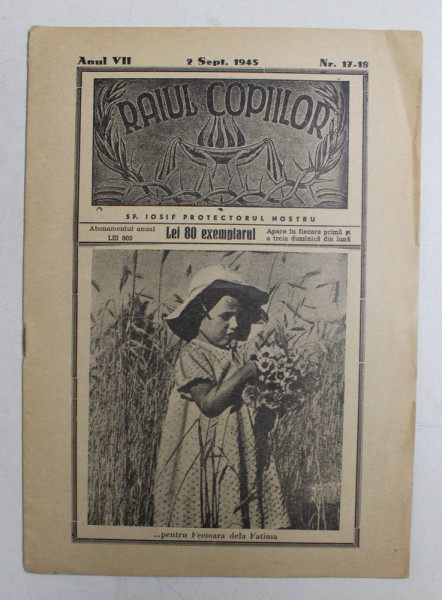 Anul VII 2 Sept. 1945 Nr. 17-18
RAIUL COPIILOR
SF. IOSIF PROTECTORUL NOSTRU
Abonamentul anual
LEI 800
Lei 80 exemplarul
Apare în fiecare primă și
a treia dominică din lună
...pentru Fecioara dela Fatima